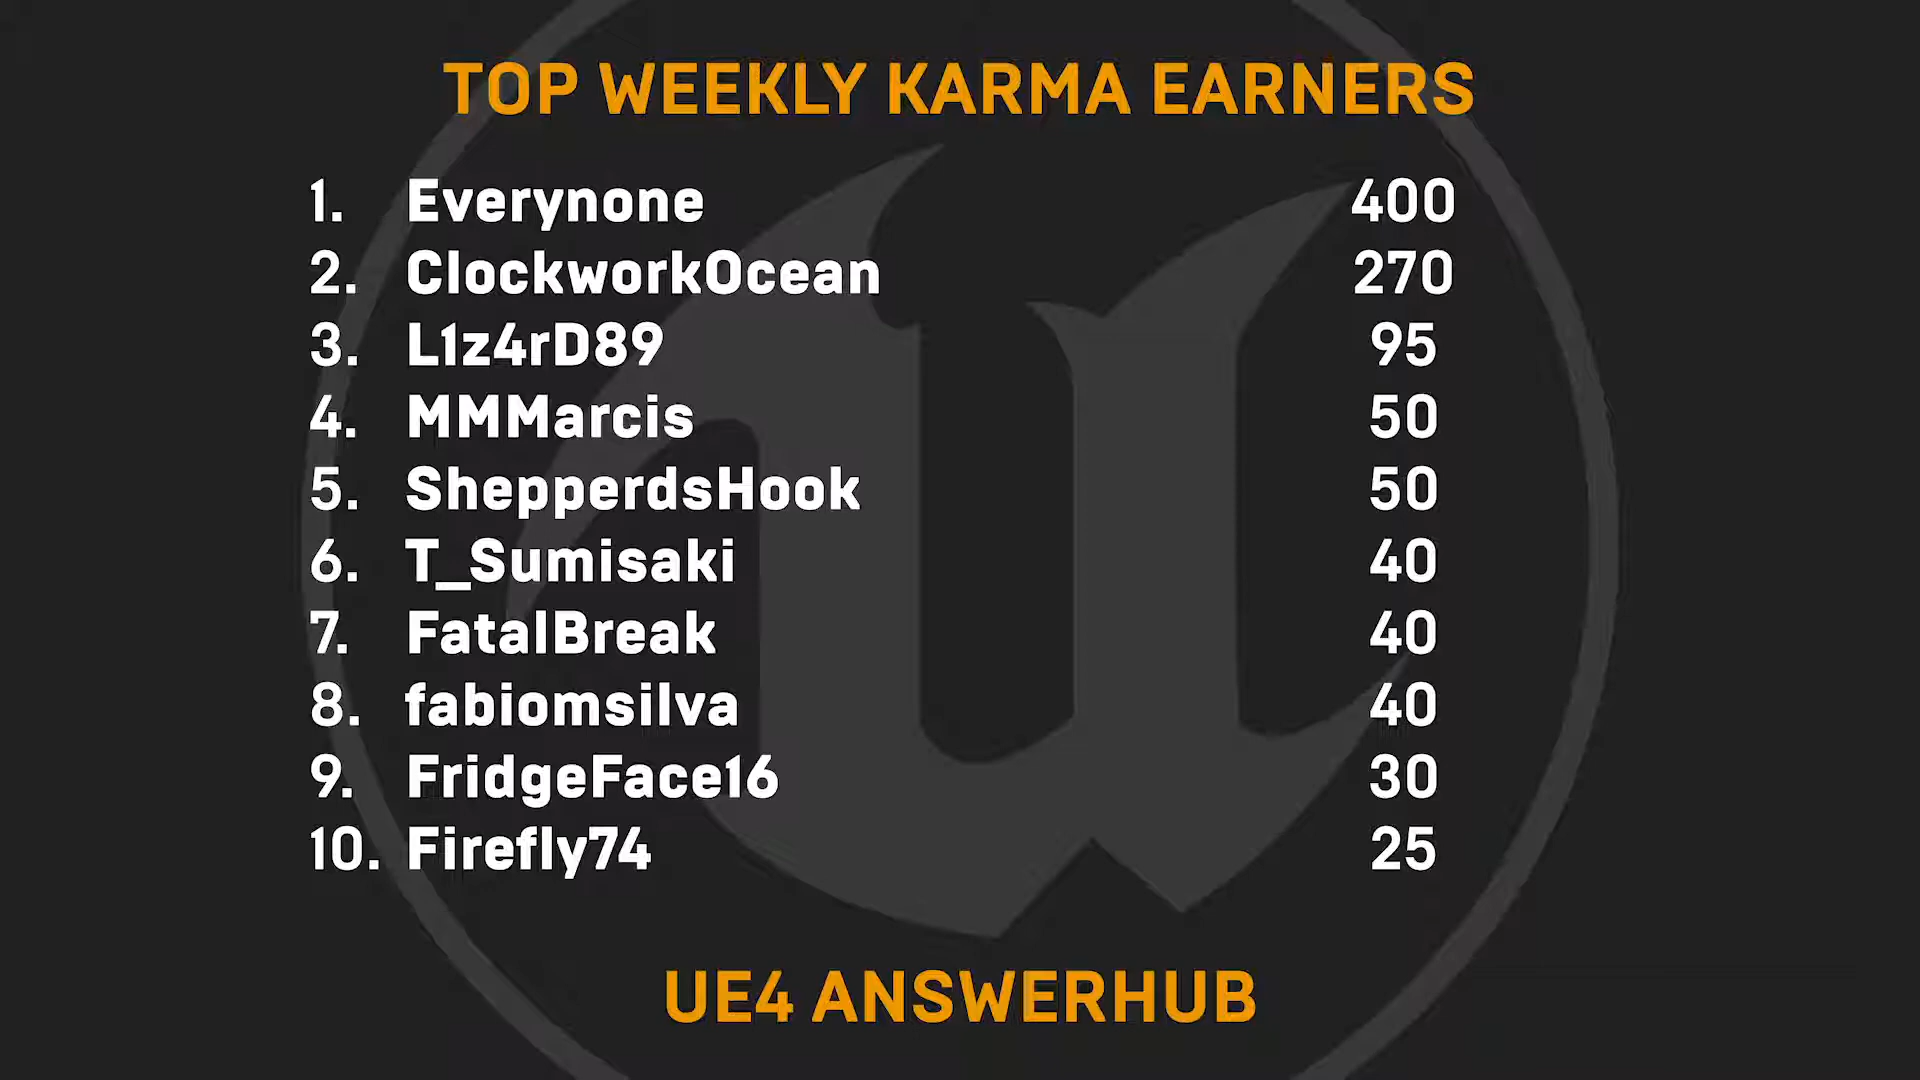 TOP WEEKLY KARMA EARNERS
1. Everynone 400
2. ClockworkOcean 270
3. L1z4rD89 95
4. MMMarcis 50
5. ShepperdsHook 50
6. T_Sumisaki 40
7. FatalBreak 40
8. fabiomsilva 40
9. FridgeFace16 30
10. Firefly74 25
UE4 ANSWERHUB